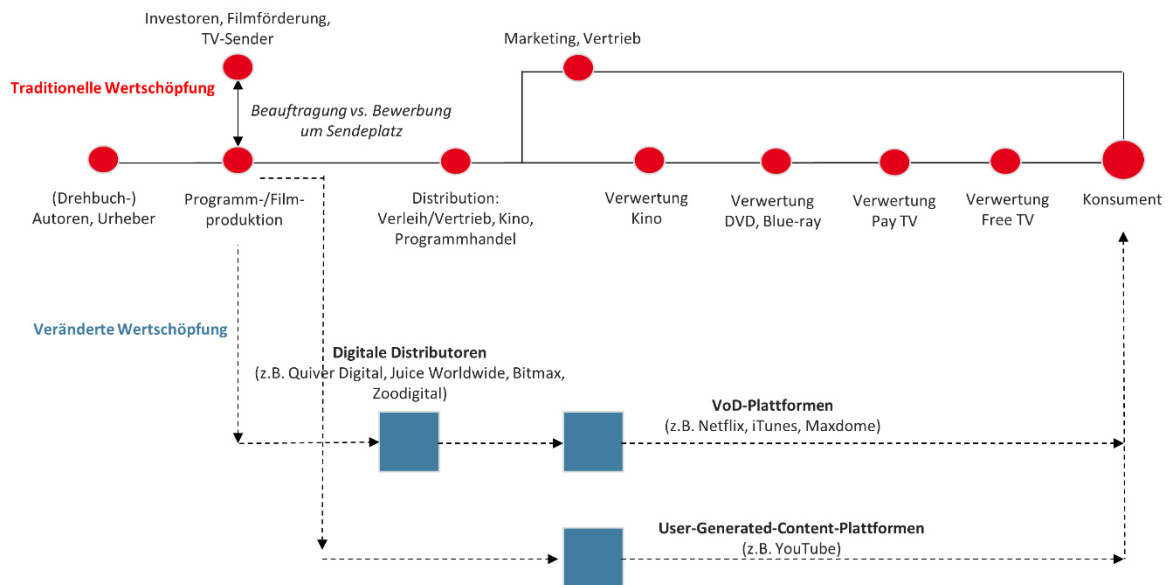 Investoren, Filmförderung,
TV-Sender
Marketing, Vertrieb
Traditionelle Wertschöpfung
Beauftragung vs. Bewerbung
um Sendeplatz
(Drehbuch-)
Autoren, Urheber
Programm-/Film-
produktion
Distribution:
Verleih/Vertrieb, Kino,
Programmhandel
Verwertung
Kino
Verwertung
DVD, Blue-ray
Verwertung
Pay TV
Verwertung
Free TV
Konsument
Veränderte Wertschöpfung
Digitale Distributoren
(z.B. Quiver Digital, Juice Worldwide, Bitmax,
Zoodigital)
VoD-Plattformen
(z.B. Netflix, iTunes, Maxdome)
User-Generated-Content-Plattformen
(z.B. YouTube)